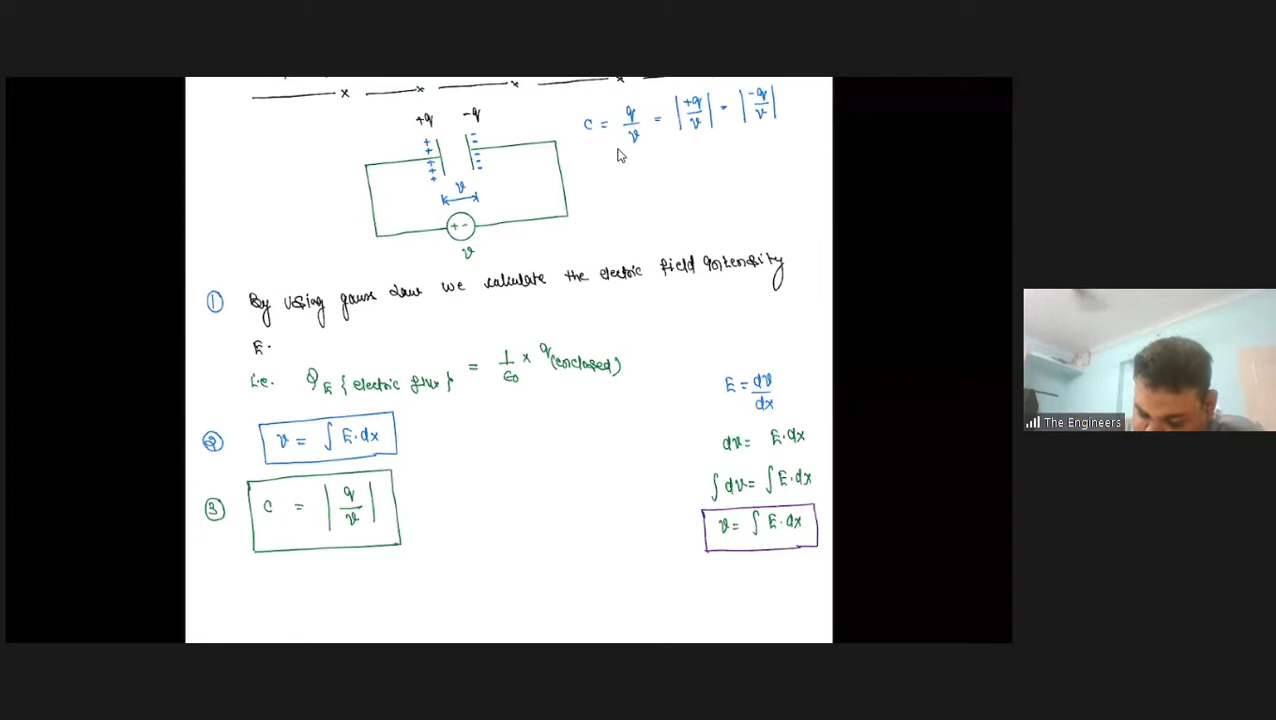 +q -q
C = q/v = |+q/v| = |-q/v|
v
+ -
v
① By using gauss law we calculate the electric field intensity
E.
i.e. φE {electric flux} = 1/ε0 × q(enclosed)
E = dv/dx
② v = ∫ E·dx
dv = E·dx
∫dv = ∫E·dx
③ C = |q/v|
v = ∫ E·dx
The Engineers